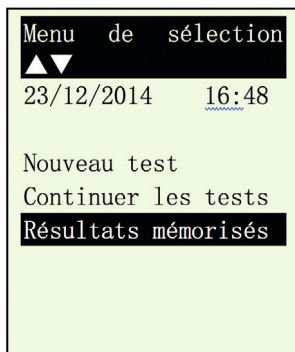 Menu de sélection
▲▼
23/12/2014 16:48
Nouveau test
Continuer les tests
Résultats mémorisés